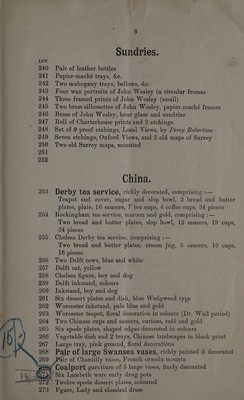 9
Sundries.
LOT
240 Pair of leather bottles
241 Papier-maché trays, &c.
242 Two mahogany trays, bellows, &c.
243 Four wax portraits of John Wesley in circular frames
244 Three framed prints of John Wesley (small)
245 Two brass silhouettes of John Wesley, papier-maché frames
246 Brass of John Wesley, hour glass and sundries
247 Roll of Charterhouse prints and 2 etchings
248 Set of 9 proof etchings, Local Views, by Percy Robertson
249 Seven etchings, Oxford Views, and 2 old maps of Surrey
250 Two old Surrey maps, mounted
251
252
China.
253 Derby tea service, richly decorated, comprising :—
Teapot and cover, sugar and slop bowl, 2 bread and butter
plates, plate, 16 saucers, 7 tea cups, 4 coffee cups, 34 pieces
254 Rockingham tea service, maroon and gold, comprising :—
Two bread and butter plates, slop bowl, 12 saucers, 19 cups,
34 pieces
255 Chelsea Derby tea service, comprising :—
Two bread and butter plates, cream jug, 3 saucers, 10 cups,
16 pieces
256 Two Delft cows, blue and white
257 Delft cat, yellow
258 Chelsea figure, boy and dog
259 Delft inkstand, colours
260 Inkstand, boy and dog
261 Six dessert plates and dish, blue Wedgwood type
262 Worcester inkstand, pale blue and gold
263 Worcester teapot, floral decoration in colours (Dr. Wall period)
264 Two Chinese cups and saucers, curious, café and gold
265 Six spode plates, shaped edges decorated in colours
266 Vegetable dish and 2 trays, Chinese landscapes in black print
267 Large tray, pink ground, floral decorations
268 Pair of large Swansea vases, richly painted & decorated
269 Pair of Chantilly vases, French ormolu mounts
Coalport garniture of 5 large vases, finely decorated
Six Lambeth ware early drug pots
272 Twelve spode dessert plates, coloured
273 Figure, Lady and classical dress